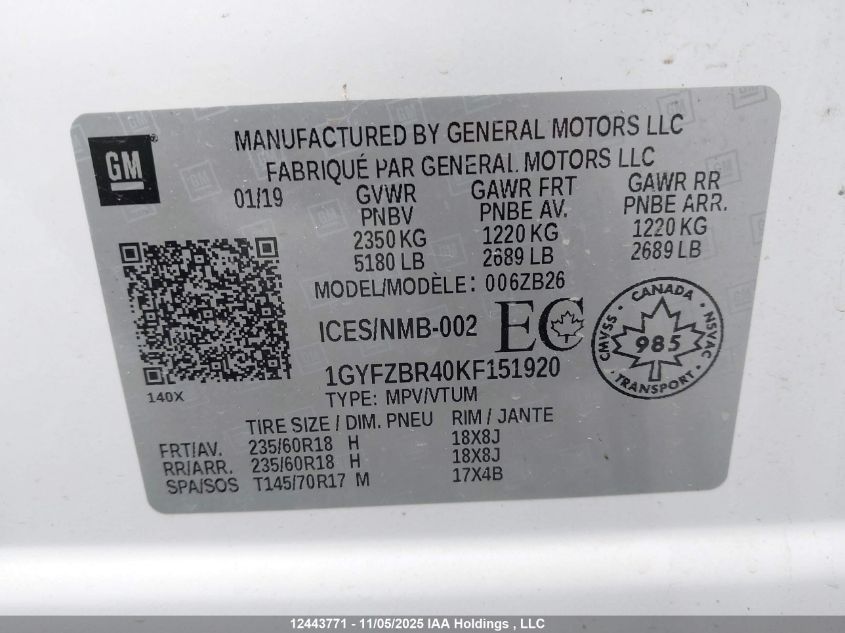 GM
MANUFACTURED BY GENERAL MOTORS LLC
FABRIQUÉ PAR GENERAL MOTORS LLC
01/19 GVWR GAWR FRT GAWR RR
PNBV PNBE AV. PNBE ARR.
2350 KG 1220 KG 1220 KG
5180 LB 2689 LB 2689 LB
MODEL/MODÈLE: 006ZB26
ICES/NMB-002 EC
CANADA
CMVSS 985 NSVAC
TRANSPORT
1GYFZBR40KF151920
140X
TYPE: MPV/VTUM
TIRE SIZE / DIM. PNEU RIM / JANTE
FRT/AV. 235/60R18 H 18X8J
RR/ARR. 235/60R18 H 18X8J
SPA/SOS T145/70R17 M 17X4B
12443771 - 11/05/2025 IAA Holdings , LLC